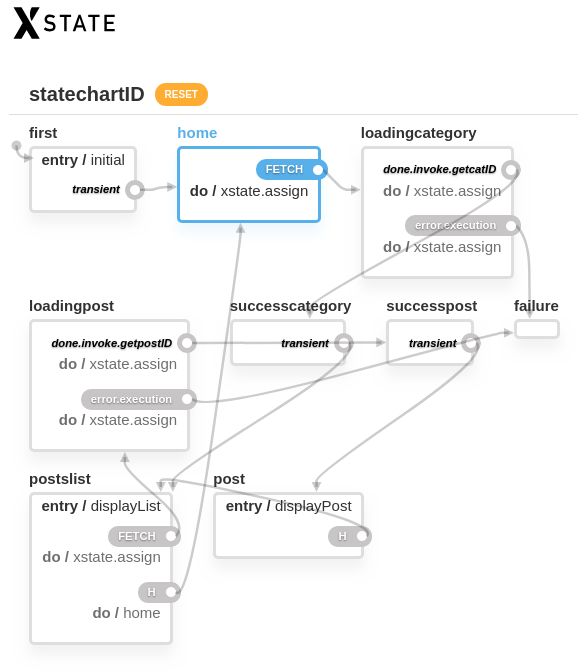 XSTATE
statechartID RESET
first home loadingcategory
entry / initial
transient
FETCH
do / xstate.assign
done.invoke.getcatID
do / xstate.assign
error.execution
do / xstate.assign
loadingpost successcategory successpost failure
done.invoke.getpostID
do / xstate.assign
error.execution
do / xstate.assign
transient
transient
postslist post
entry / displayList
FETCH
do / xstate.assign
H
do / home
entry / displayPost
H